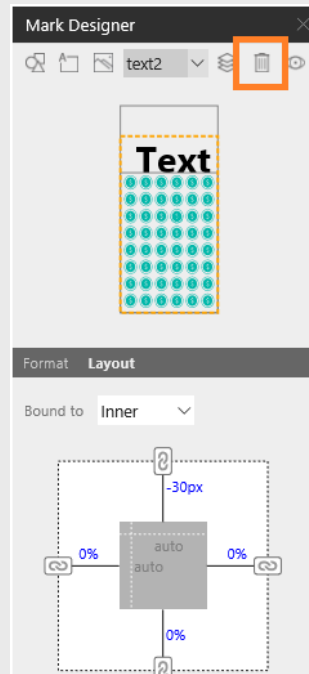 Mark Designer
text2
Text
Format Layout
Bound to Inner
-30px
auto
0% 0%
auto
0%